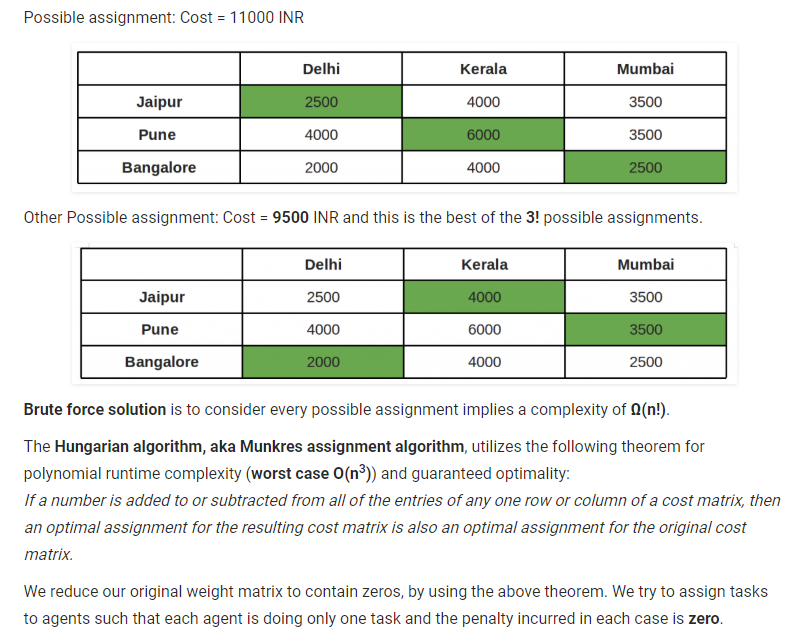 Possible assignment: Cost = 11000 INR
Delhi Kerala Mumbai
Jaipur 2500 4000 3500
Pune 4000 6000 3500
Bangalore 2000 4000 2500
Other Possible assignment: Cost = 9500 INR and this is the best of the 3! possible assignments.
Delhi Kerala Mumbai
Jaipur 2500 4000 3500
Pune 4000 6000 3500
Bangalore 2000 4000 2500
Brute force solution is to consider every possible assignment implies a complexity of Ω(n!).
The Hungarian algorithm, aka Munkres assignment algorithm, utilizes the following theorem for
polynomial runtime complexity (worst case O(n³)) and guaranteed optimality:
If a number is added to or subtracted from all of the entries of any one row or column of a cost matrix, then
an optimal assignment for the resulting cost matrix is also an optimal assignment for the original cost
matrix.
We reduce our original weight matrix to contain zeros, by using the above theorem. We try to assign tasks
to agents such that each agent is doing only one task and the penalty incurred in each case is zero.